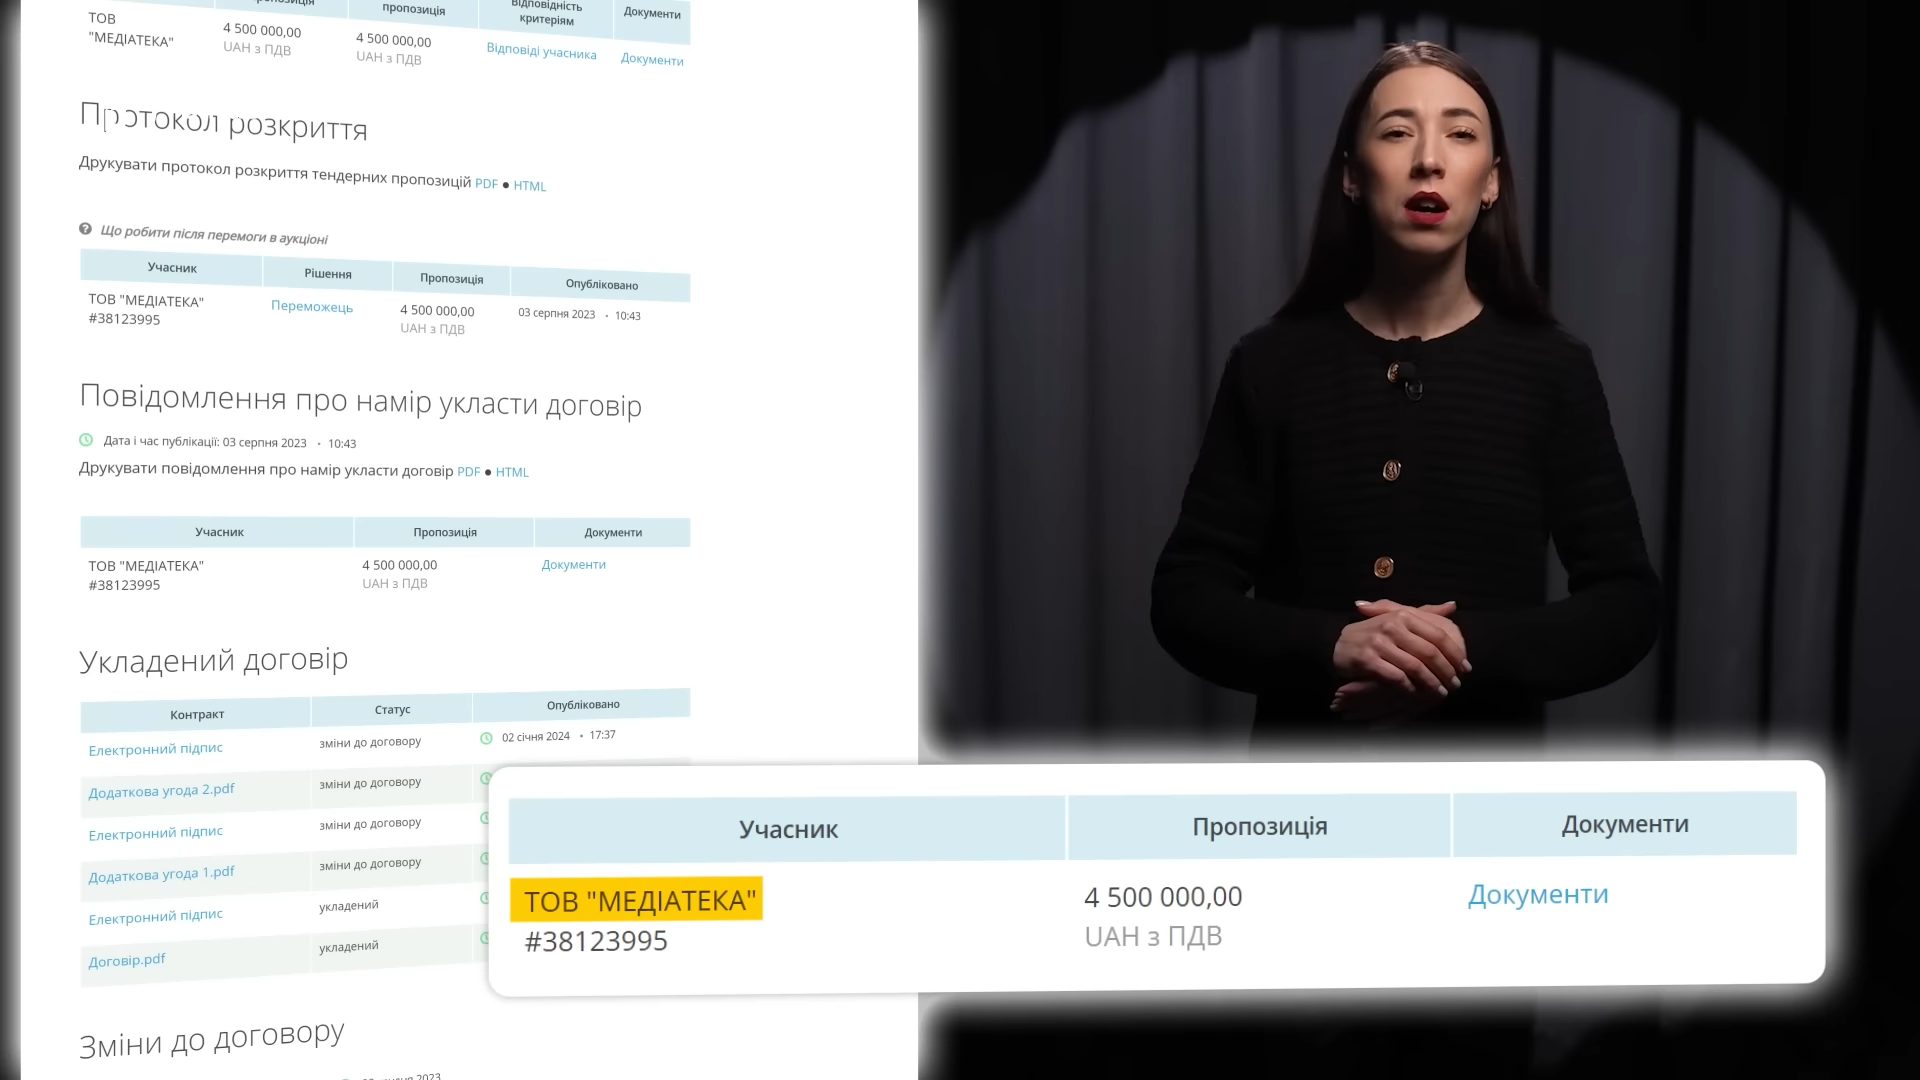 пропозиція
Відповідність
критеріям
Документи
ТОВ
"МЕДІАТЕКА"
4 500 000,00
UAH з ПДВ
4 500 000,00
UAH з ПДВ
Відповіді учасника
Документи
Протокол розкриття
Друкувати протокол розкриття тендерних пропозицій PDF ● HTML
Що робити після перемоги в аукціоні
Учасник Рішення Пропозиція Опубліковано
ТОВ "МЕДІАТЕКА"
#38123995
Переможець
4 500 000,00
UAH з ПДВ
03 серпня 2023 • 10:43
Повідомлення про намір укласти договір
Дата і час публікації: 03 серпня 2023 • 10:43
Друкувати повідомлення про намір укласти договір PDF ● HTML
Учасник Пропозиція Документи
ТОВ "МЕДІАТЕКА"
#38123995
4 500 000,00
UAH з ПДВ
Документи
Укладений договір
Контракт Статус Опубліковано
Електронний підпис зміни до договору 02 січня 2024 • 17:37
Додаткова угода 2.pdf зміни до договору
Електронний підпис зміни до договору
Додаткова угода 1.pdf зміни до договору
Електронний підпис укладений
Договір.pdf укладений
Зміни до договору
Учасник Пропозиція Документи
ТОВ "МЕДІАТЕКА"
#38123995
4 500 000,00
UAH з ПДВ
Документи